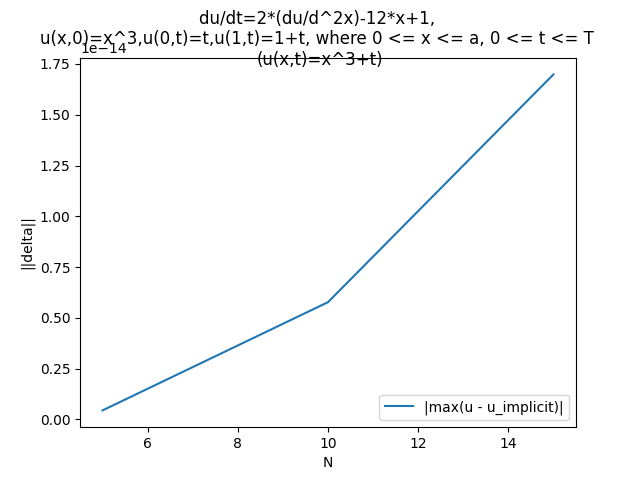 du/dt=2*(du/d^2x)-12*x+1,
u(x,0)=x^3,u(0,t)=t,u(1,t)=1+t, where 0 <= x <= a, 0 <= t <= T
(u(x,t)=x^3+t)
1e−14
1.75
1.50
1.25
1.00
0.75
0.50
0.25
0.00
||delta||
|max(u - u_implicit)|
6
8
10
12
14
N